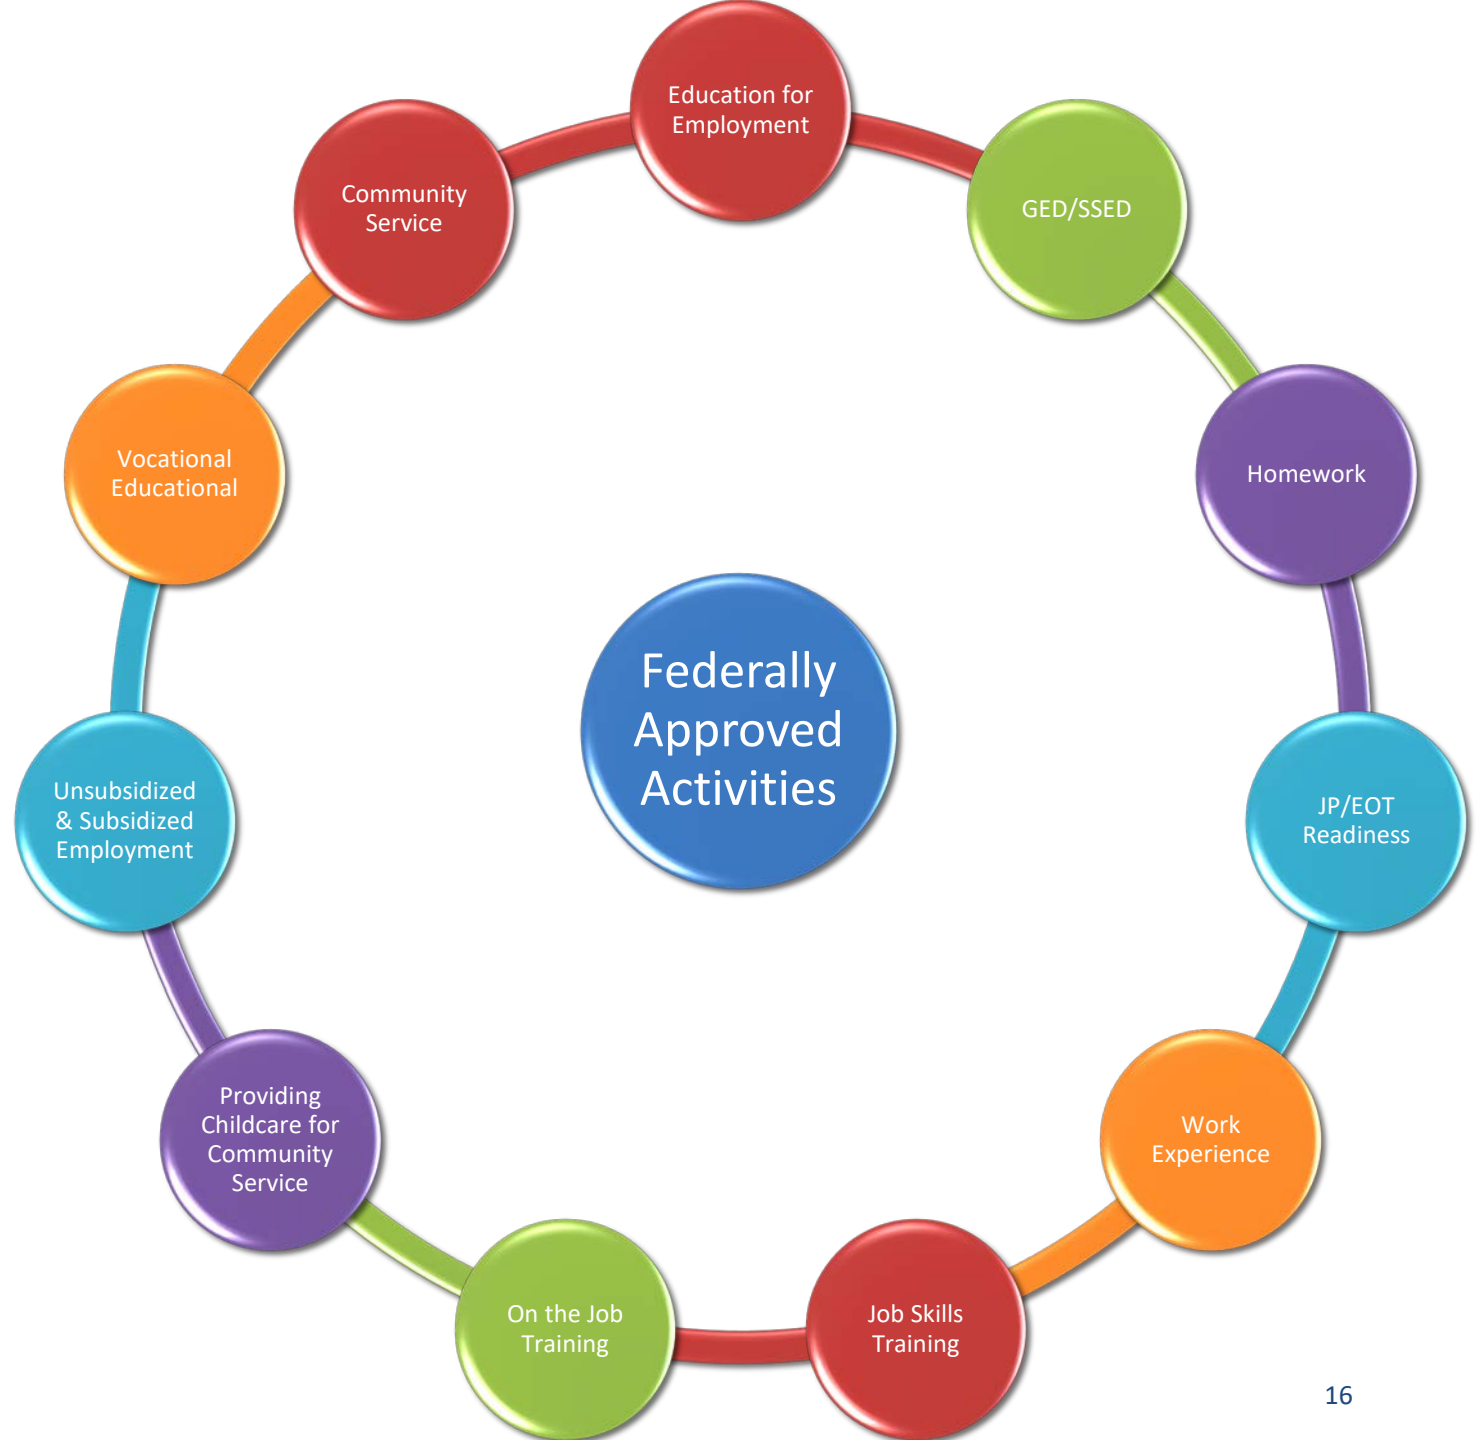 Education for
Employment
Community
Service
GED/SSED
Vocational
Educational
Homework
Federally
Approved
Activities
Unsubsidized
& Subsidized
Employment
JP/EOT
Readiness
Providing
Childcare for
Community
Service
Work
Experience
On the Job
Training
Job Skills
Training
16